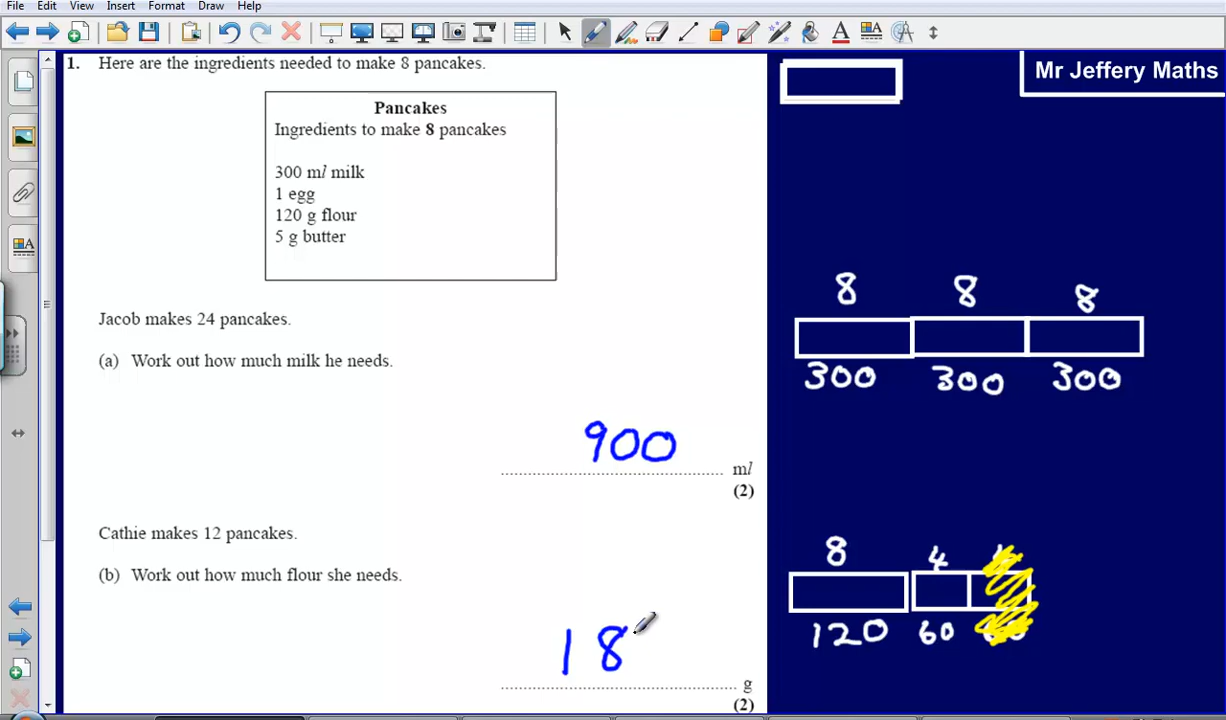 File Edit View Insert Format Draw Help
Mr Jeffery Maths
1. Here are the ingredients needed to make 8 pancakes.
Pancakes
Ingredients to make 8 pancakes
300 ml milk
1 egg
120 g flour
5 g butter
Jacob makes 24 pancakes.
(a) Work out how much milk he needs.
900
ml
(2)
Cathie makes 12 pancakes.
(b) Work out how much flour she needs.
18
g
(2)
8 8 8
300 300 300
8 4
120 60